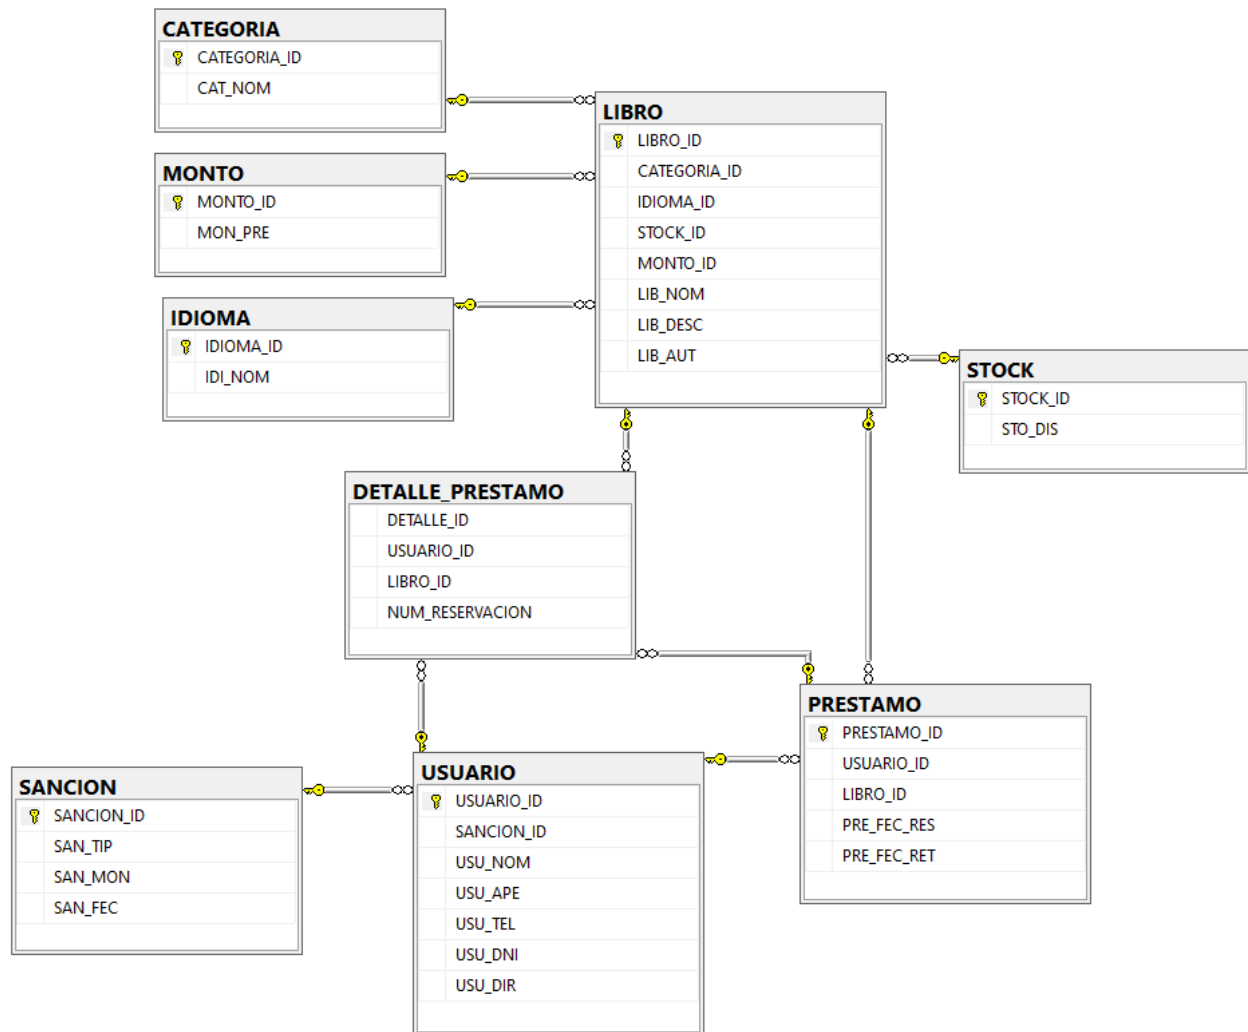 CATEGORIA
CATEGORIA_ID
CAT_NOM
MONTO
MONTO_ID
MON_PRE
IDIOMA
IDIOMA_ID
IDI_NOM
LIBRO
LIBRO_ID
CATEGORIA_ID
IDIOMA_ID
STOCK_ID
MONTO_ID
LIB_NOM
LIB_DESC
LIB_AUT
STOCK
STOCK_ID
STO_DIS
DETALLE_PRESTAMO
DETALLE_ID
USUARIO_ID
LIBRO_ID
NUM_RESERVACION
PRESTAMO
PRESTAMO_ID
USUARIO_ID
LIBRO_ID
PRE_FEC_RES
PRE_FEC_RET
SANCION
SANCION_ID
SAN_TIP
SAN_MON
SAN_FEC
USUARIO
USUARIO_ID
SANCION_ID
USU_NOM
USU_APE
USU_TEL
USU_DNI
USU_DIR